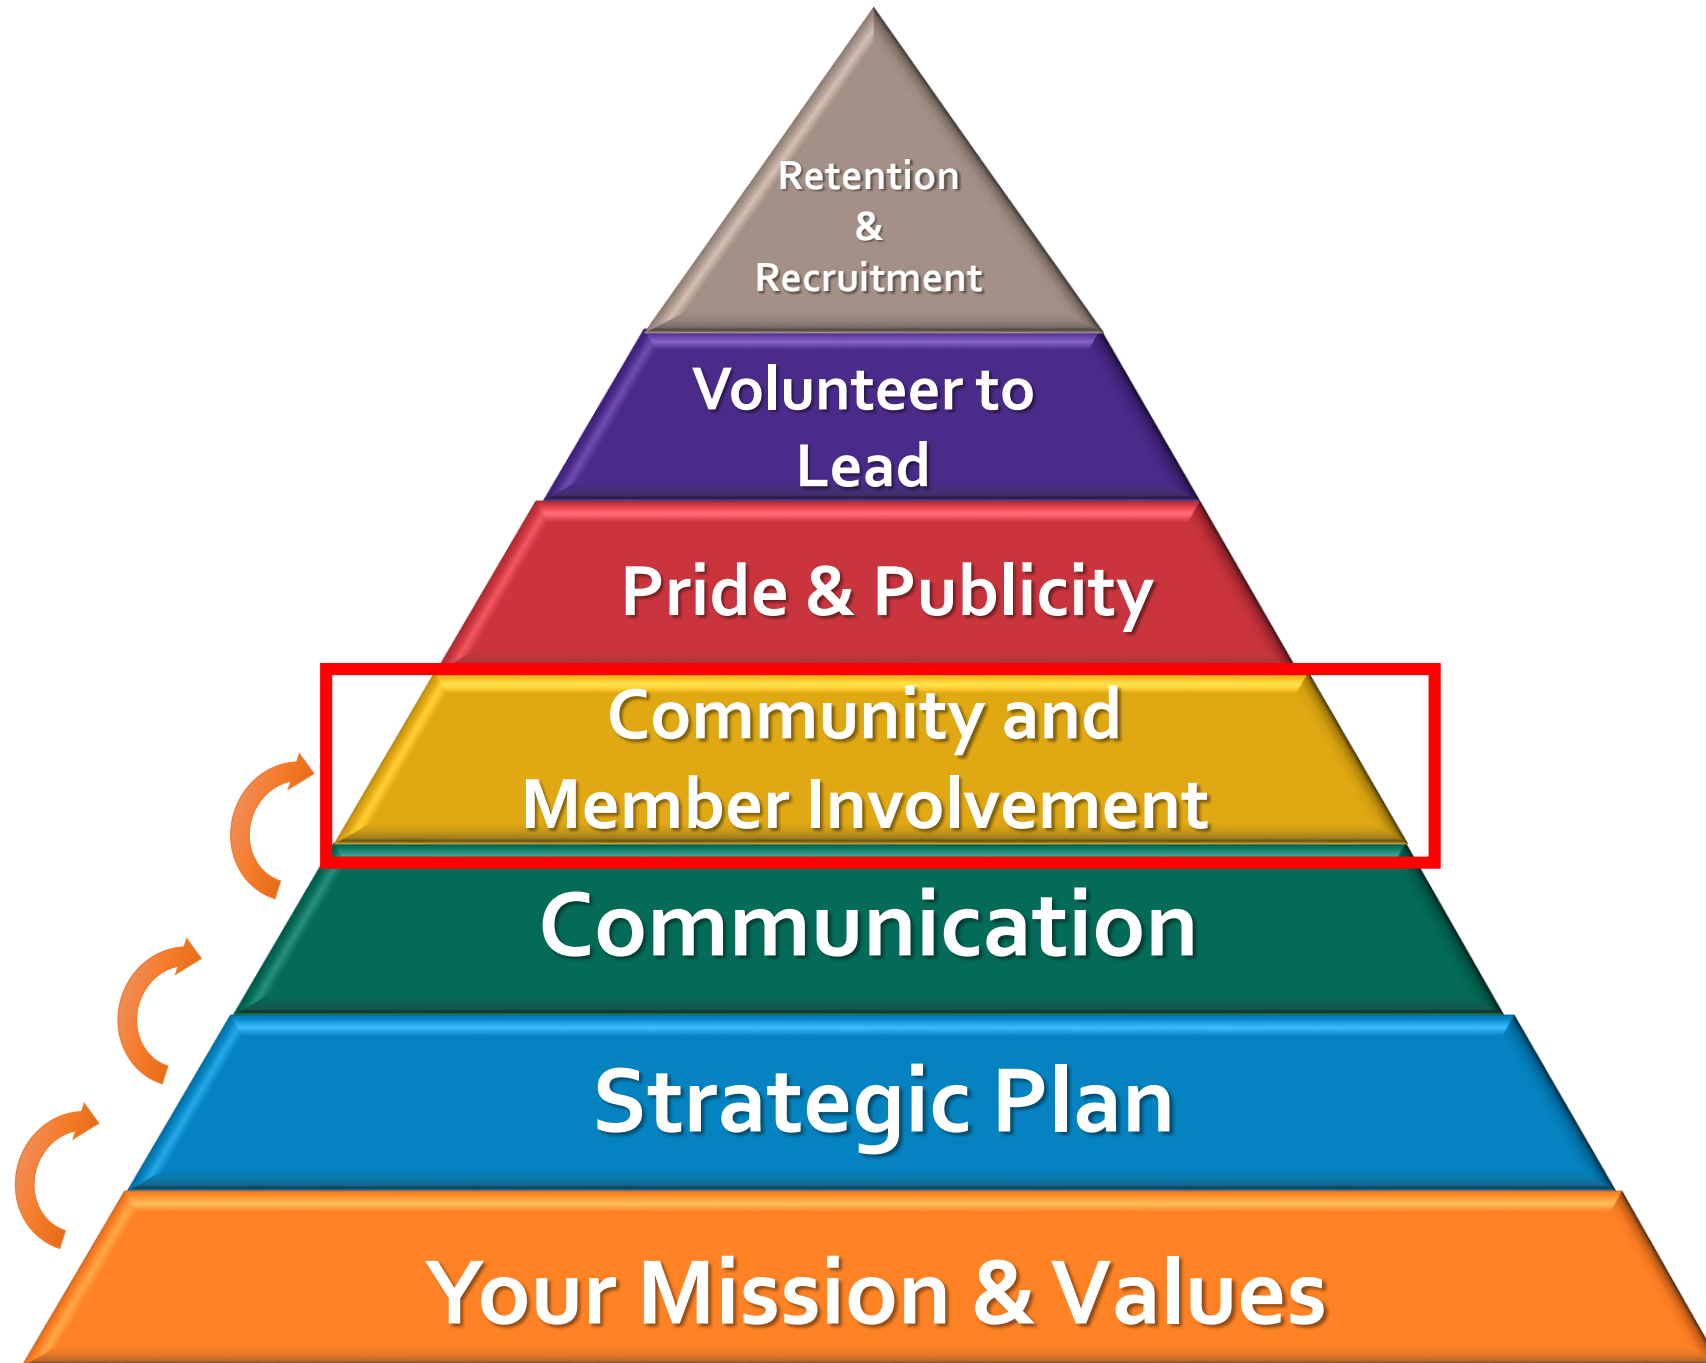 Retention
&
Recruitment
Volunteer to
Lead
Pride & Publicity
Community and
Member Involvement
Communication
Strategic Plan
Your Mission & Values